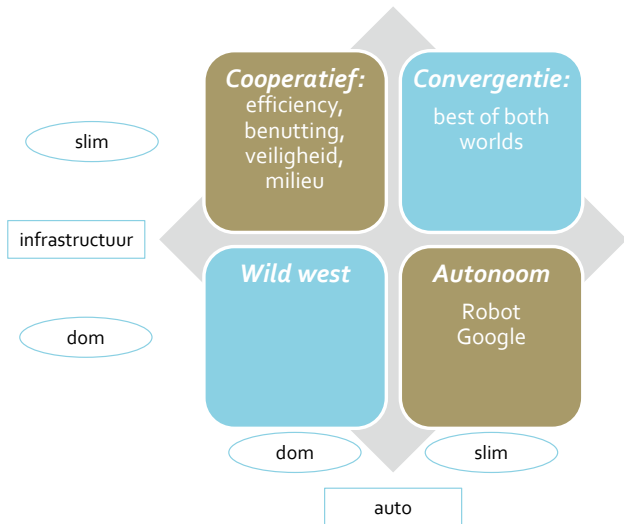 Cooperatief:
efficiency,
benutting,
veiligheid,
milieu
Convergentie:
best of both
worlds
slim
infrastructuur
Wild west
Autonoom
Robot
Google
dom
dom
slim
auto